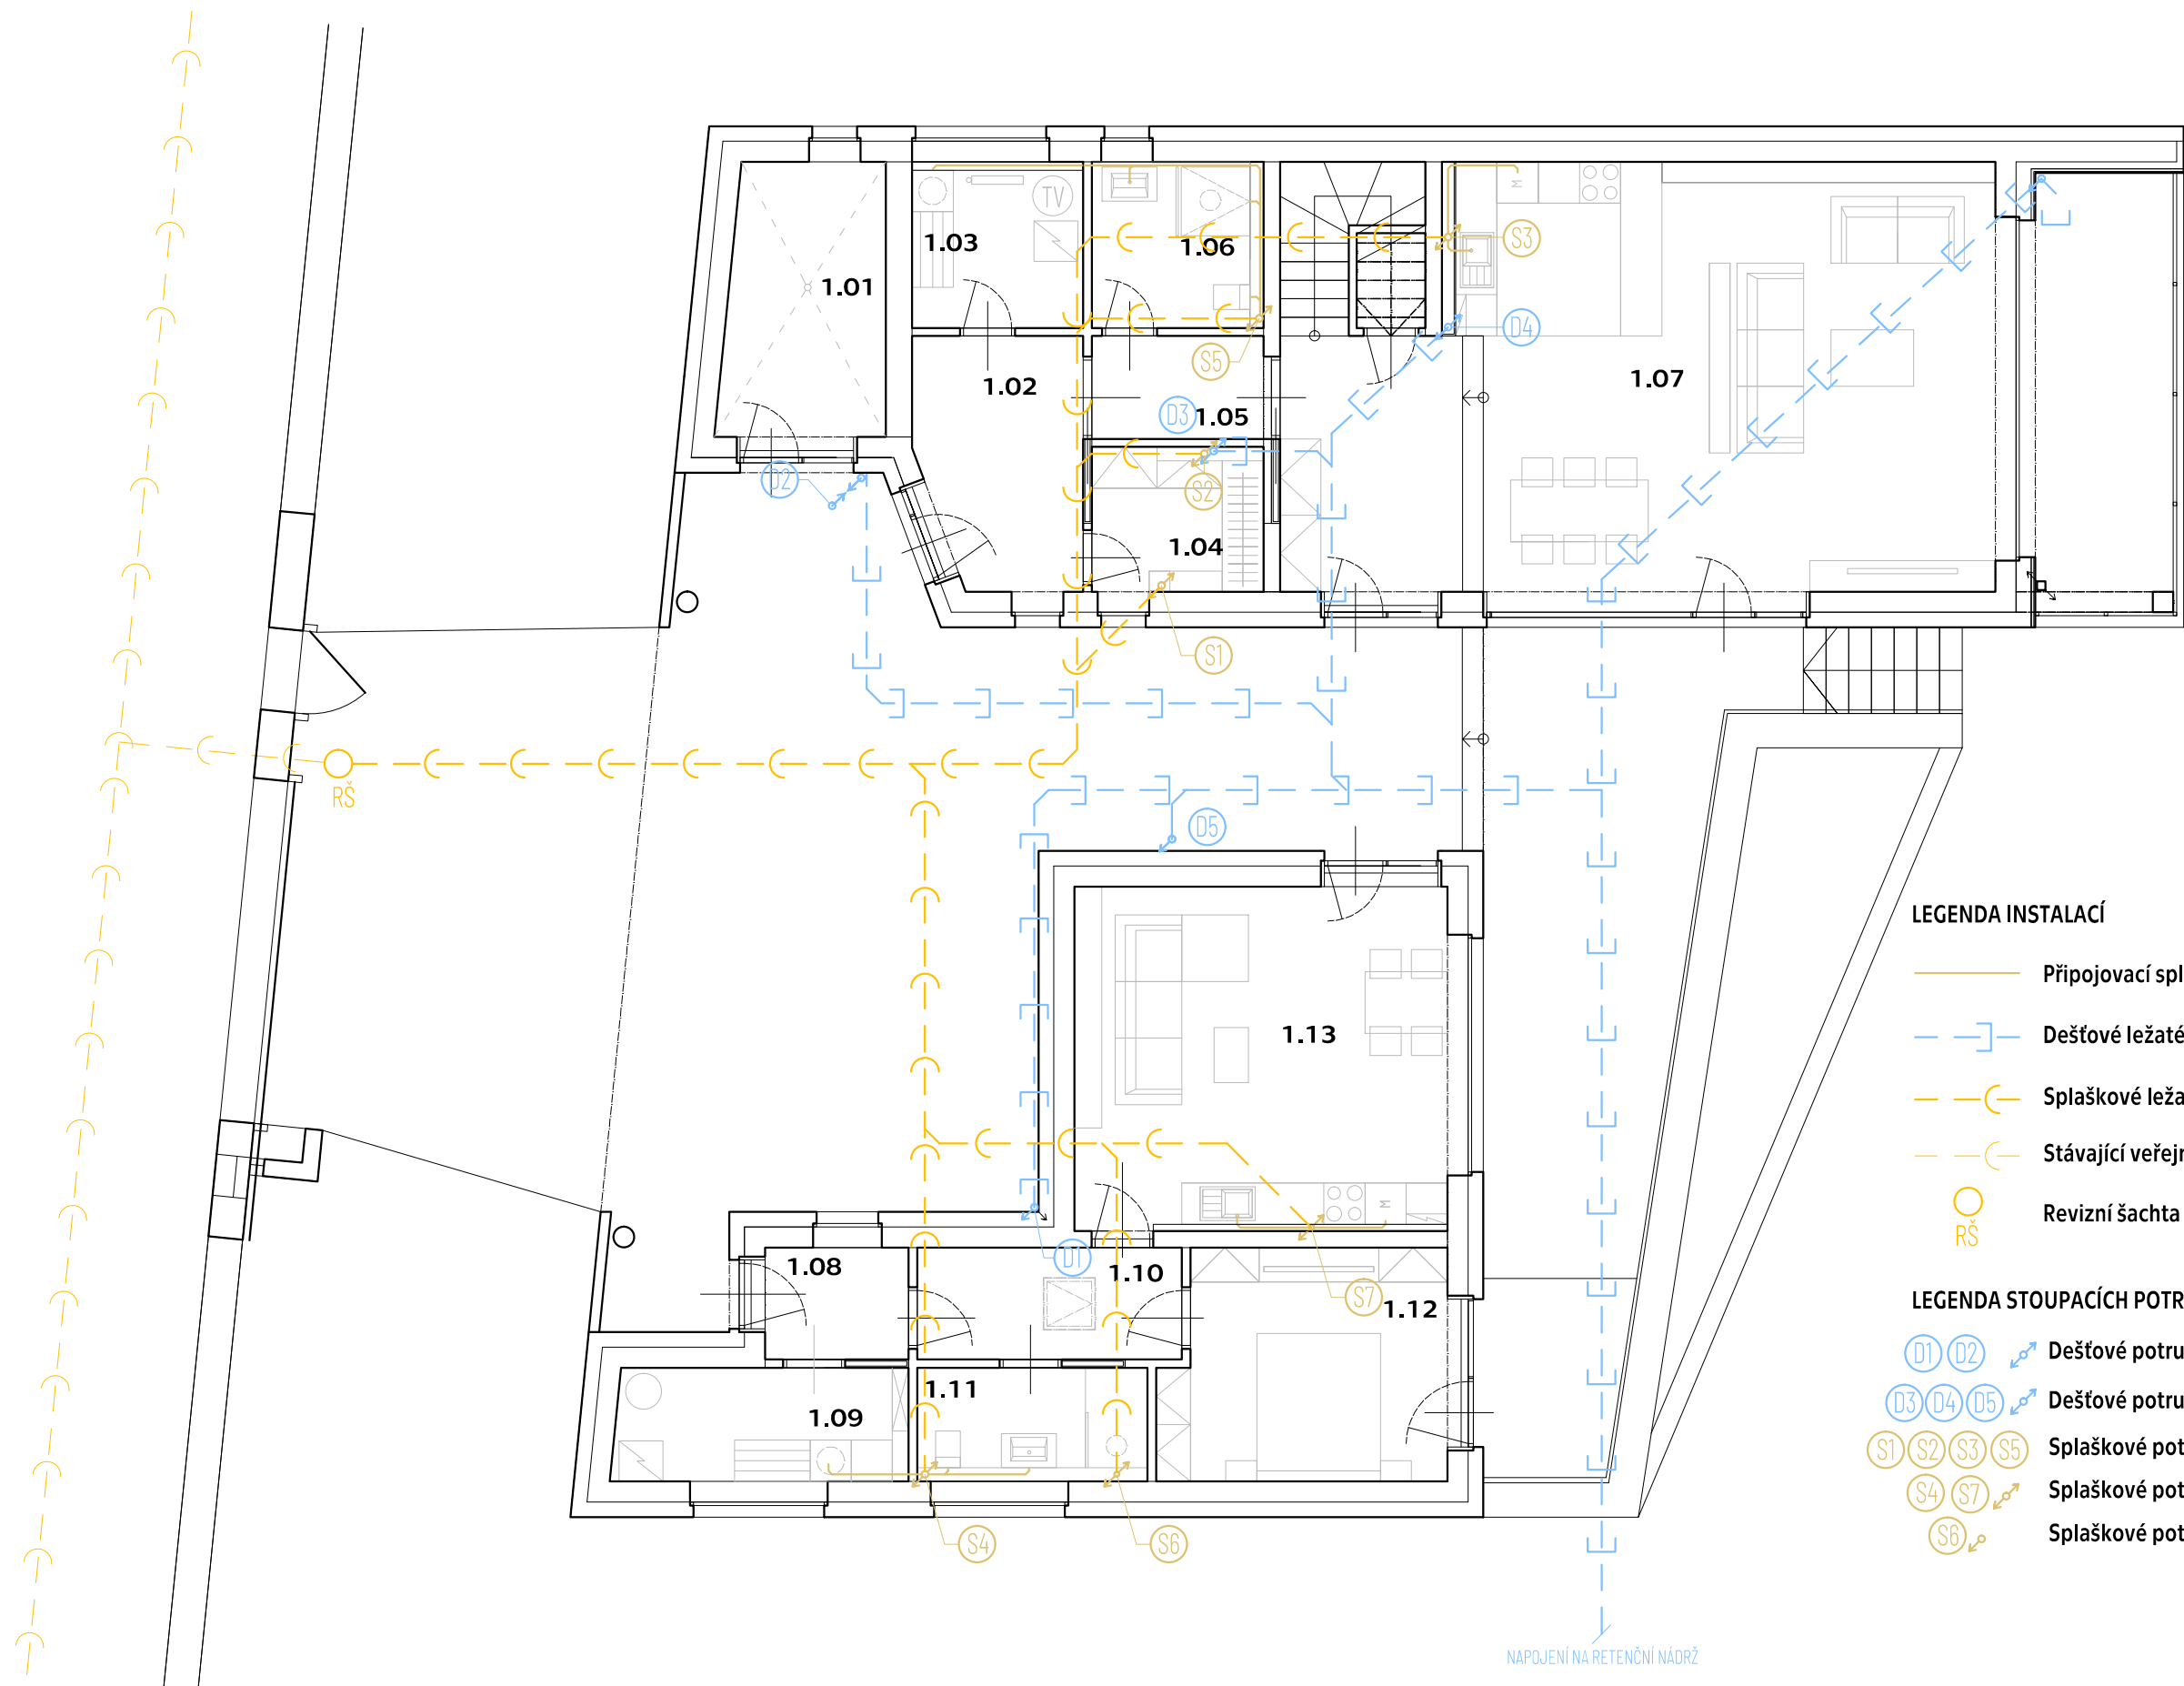 TV
M
1.03
1.06
S3
1.01
D4
S5
1.07
1.02
D3
1.05
D2
S2
1.04
S1
RŠ
D5
LEGENDA INSTALACÍ
Připojovací spl
Dešťové ležaté
1.13
Splaškové leža
Stávající veřejn
M
Revizní šachta
RŠ
D1
1.08
1.10
S7
1.12
LEGENDA STOUPACÍCH POTR
D1 D2 Dešťové potru
1.11
D3 D4 D5 Dešťové potru
1.09
S1 S2 S3 S5 Splaškové pot
S4 S7 Splaškové pot
S6 Splaškové pot
S4
S6
NAPOJENÍ NA RETENČNÍ NÁDRŽ